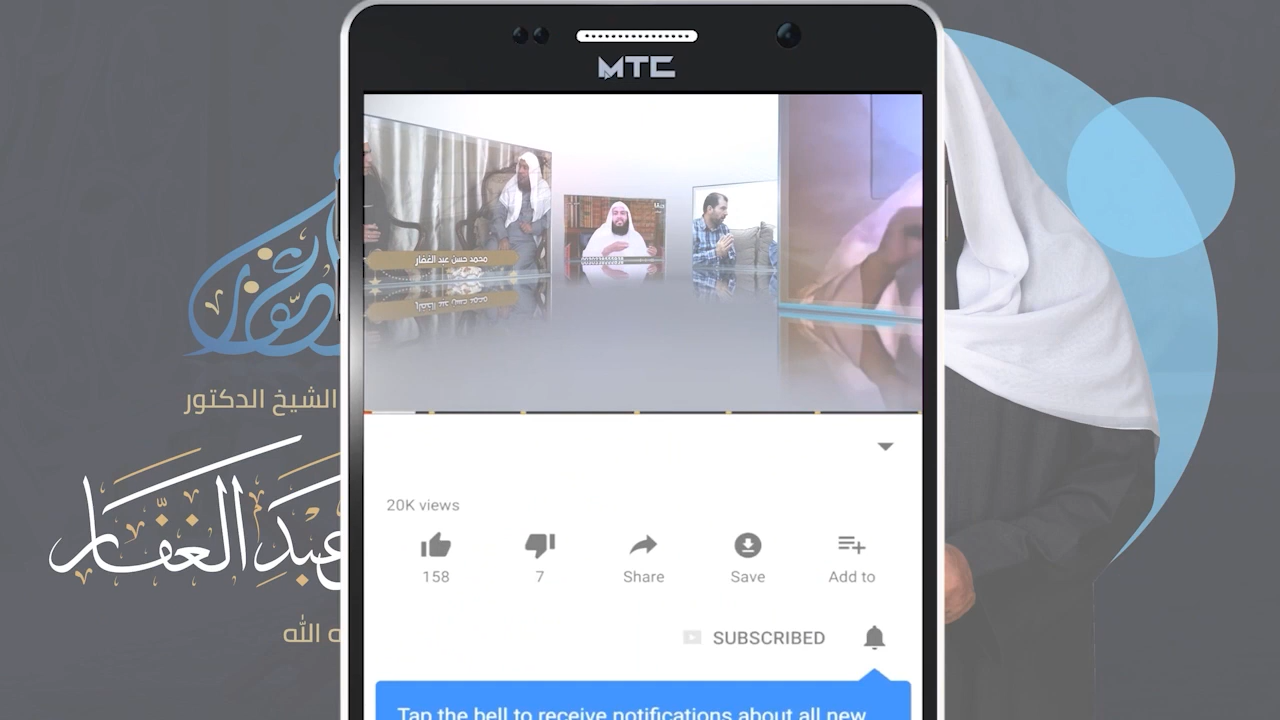 MTC
محمد حسن عبد الغفار
الشيخ الدكتور
عبد الغفار
ه الله
20K views
158
7
Share
Save
Add to
SUBSCRIBED
Tap the bell to receive notifications about all new